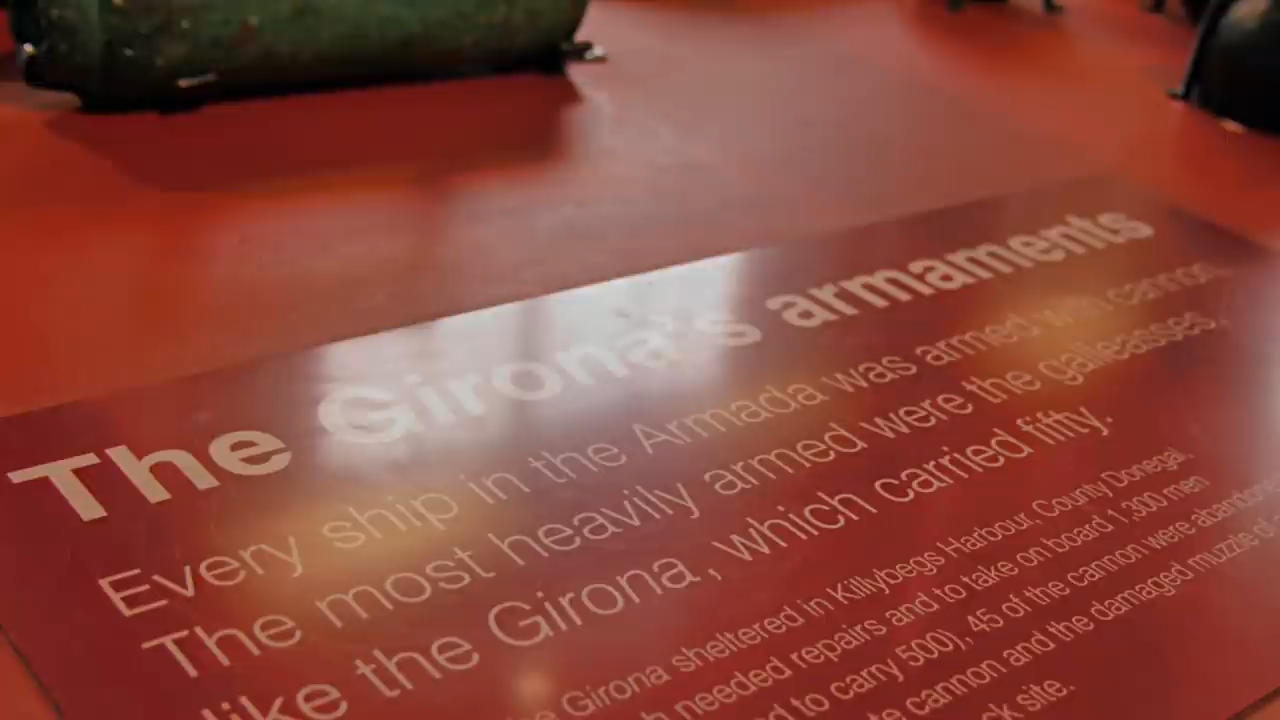 The Girona's armaments
Every ship in the Armada was armed with cannon.
The most heavily armed were the galleasses,
like the Girona, which carried fifty.
Girona sheltered in Killybegs Harbour, County Donegal,
needed repairs and to take on board 1,300 men
to carry 500), 45 of the cannon were abandoned
cannon and the damaged muzzle of
site.